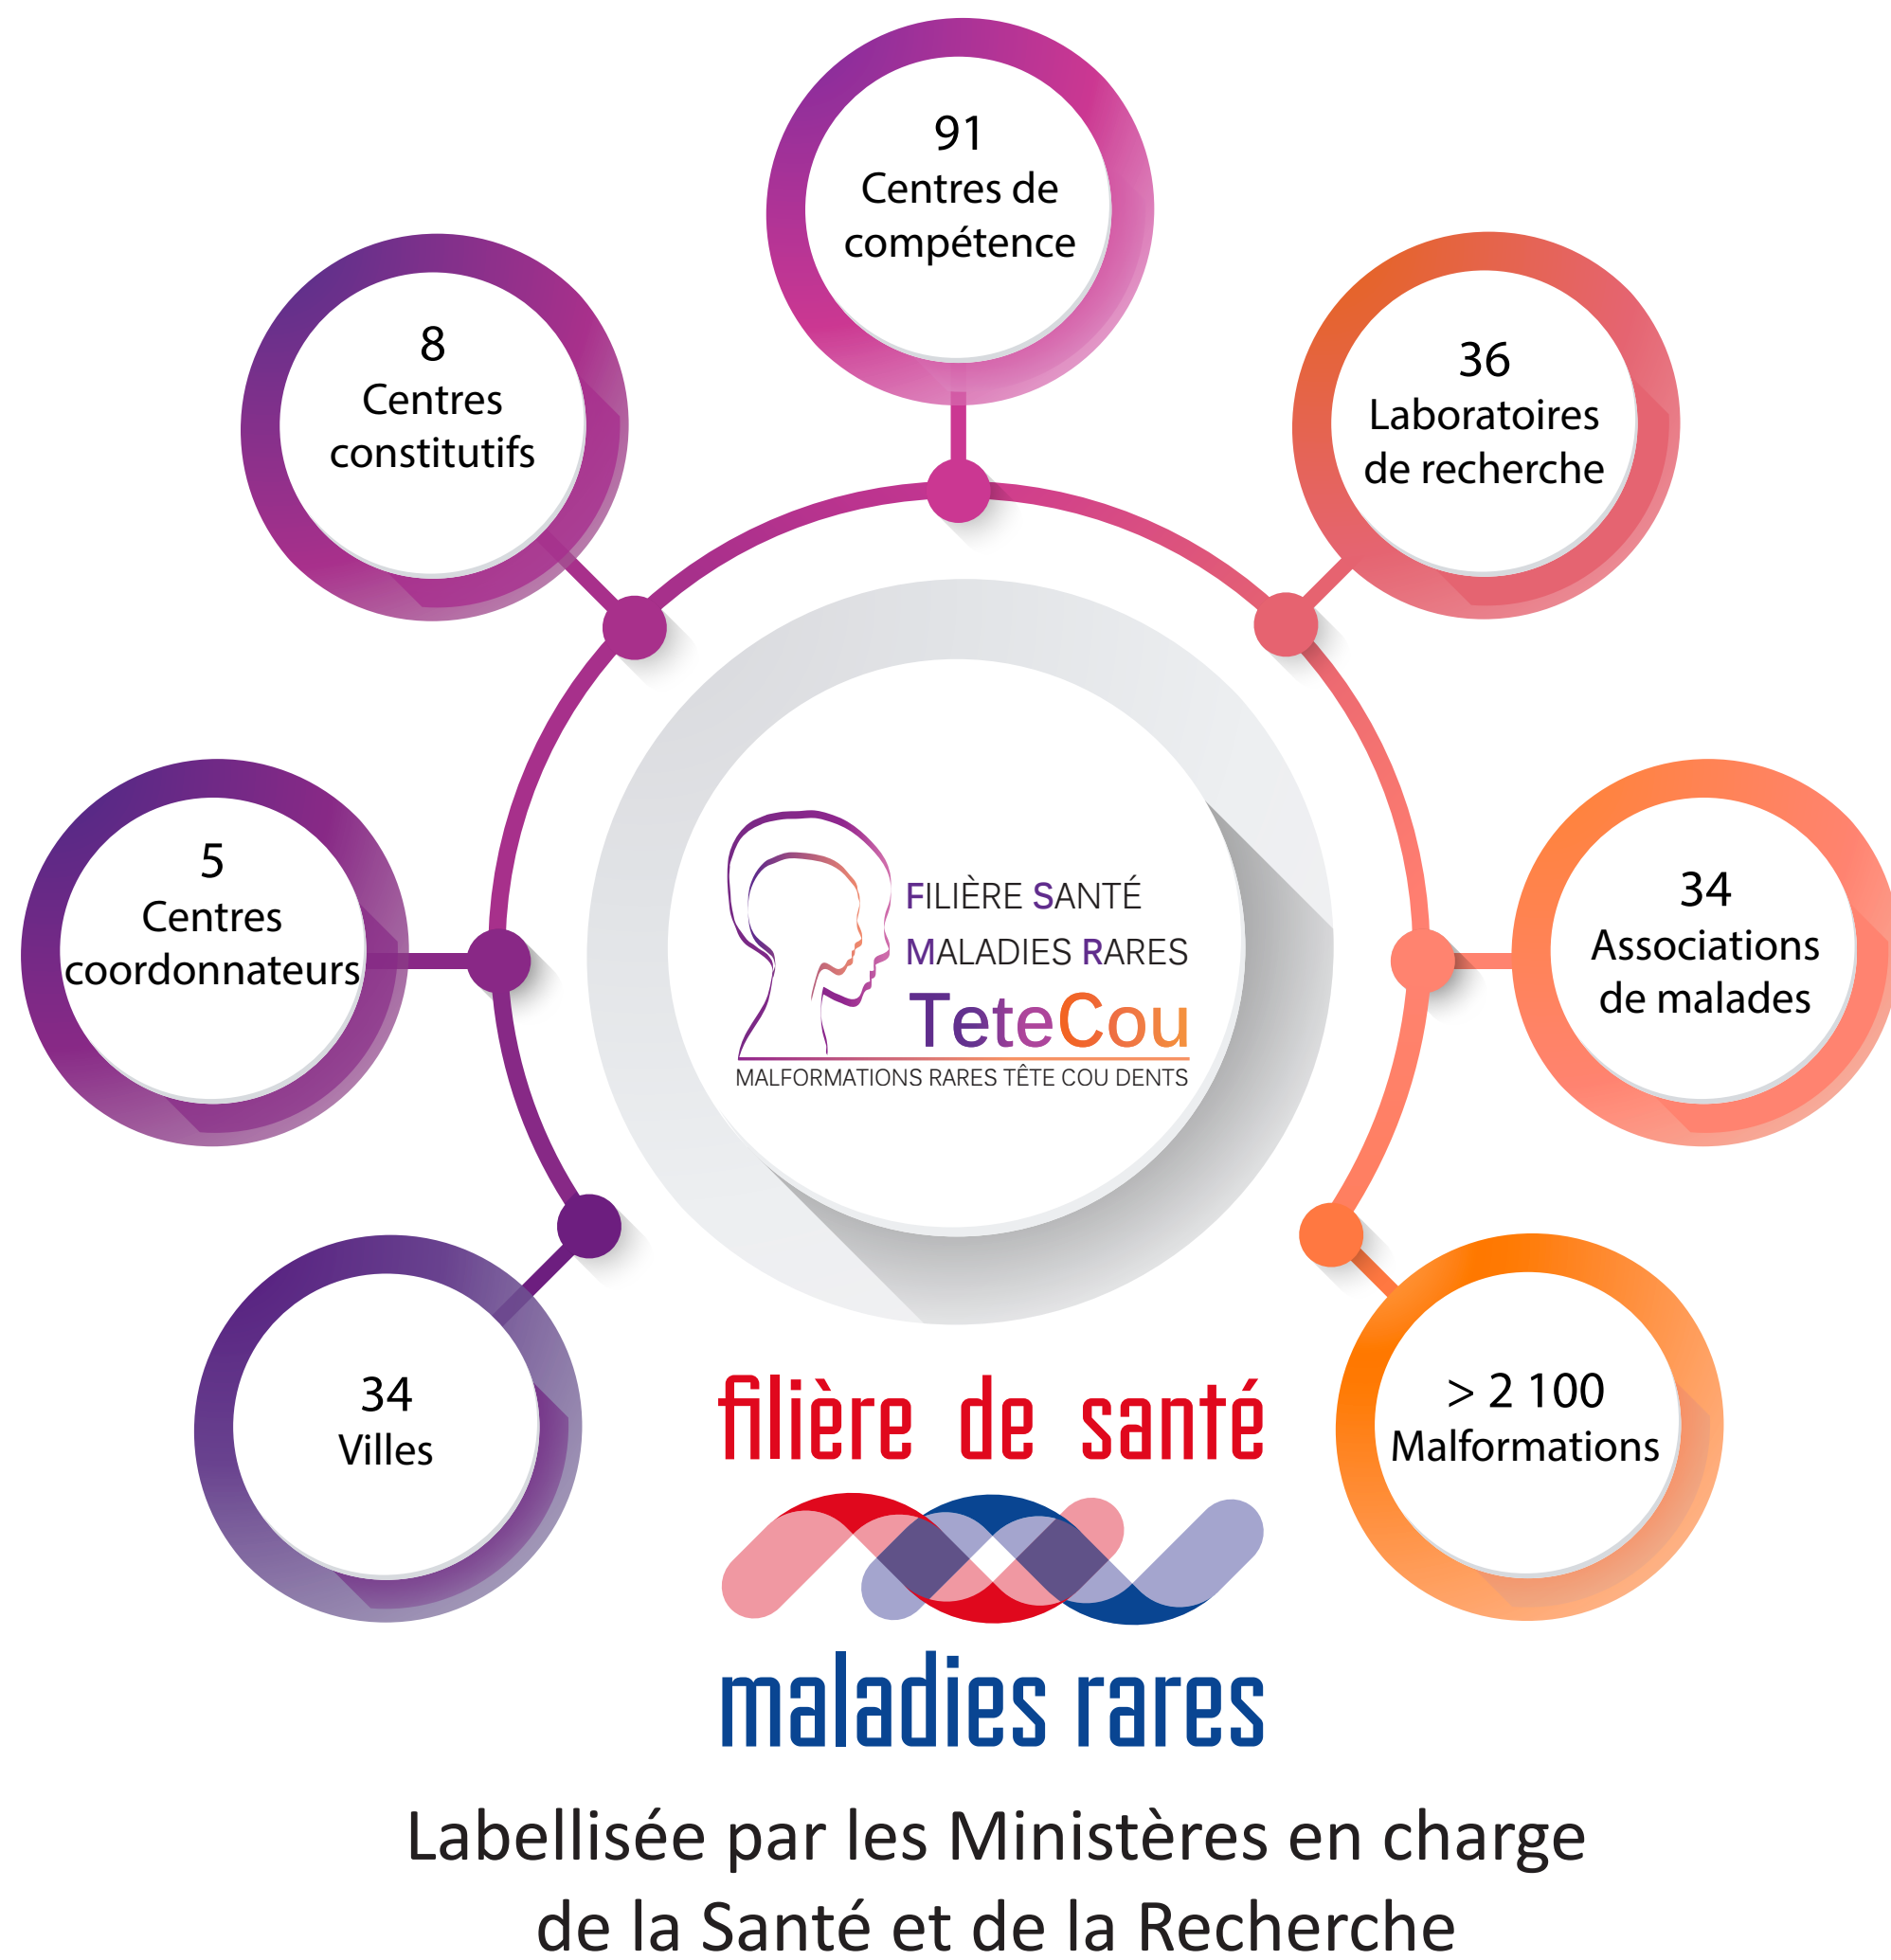 91
Centres de
compétence
8
Centres
constitutifs
36
Laboratoires
de recherche
5
Centres
coordonnateurs
FILIÈRE SANTÉ
MALADIES RARES
TeteCou
MALFORMATIONS RARES TÊTE COU DENTS
34
Associations
de malades
34
Villes
> 2 100
Malformations
filière de santé
maladies rares
Labellisée par les Ministères en charge
de la Santé et de la Recherche